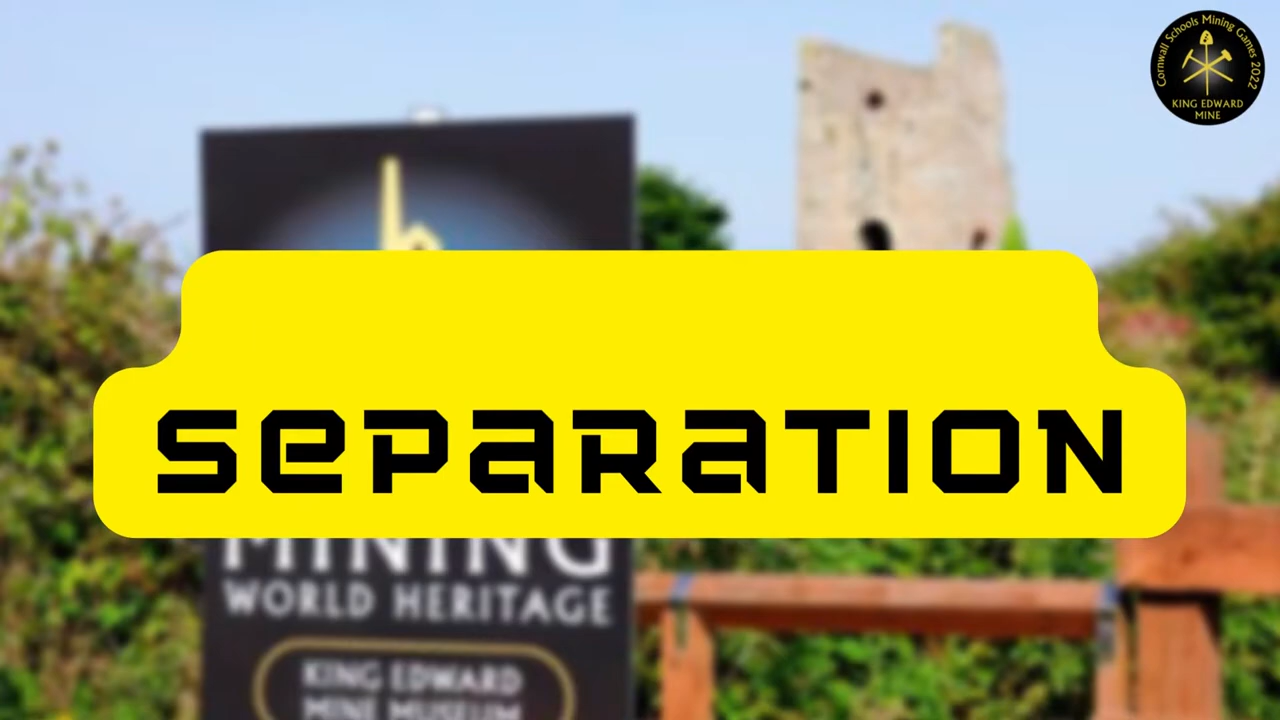 Cornwall Schools Mining Games 2022
KING EDWARD
MINE
SEPARATION
MINING
WORLD HERITAGE
KING EDWARD
MINE MUSEUM